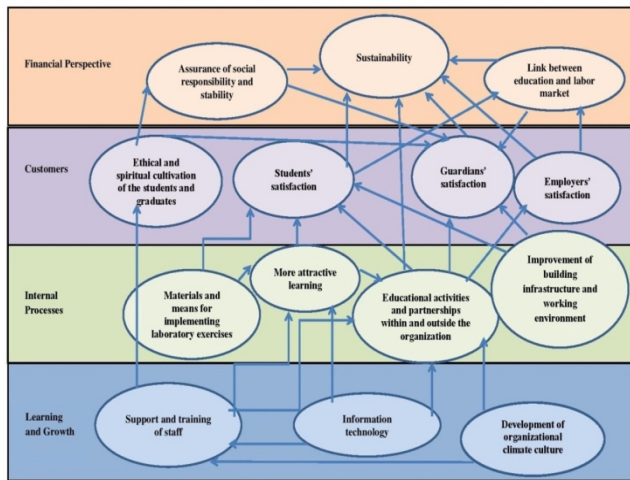 Financial Perspective
Sustainability
Assurance of social
responsibility and
stability
Link between
education and labor
market
Customers
Ethical and
spiritual cultivation
of the students and
graduates
Students'
satisfaction
Guardians'
satisfaction
Employers'
satisfaction
Internal
Processes
Materials and
means for
implementing
laboratory exercises
More attractive
learning
Educational activities
and partnerships
within and outside the
organization
Improvement of
building
infrastructure and
working
environment
Learning
and Growth
Support and training
of staff
Information
technology
Development of
organizational
climate culture